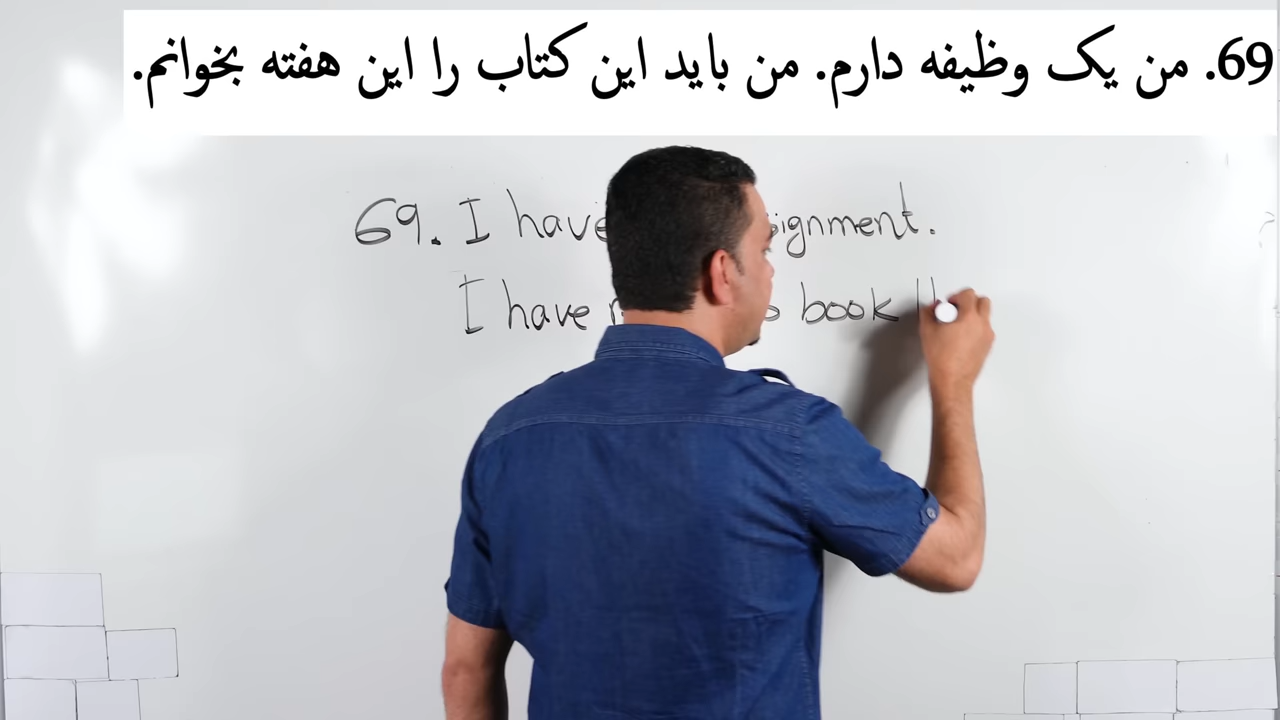 69. من یک وظیفه دارم. من باید این کتاب را این هفته بخوانم.
69. I have signment.
I have book